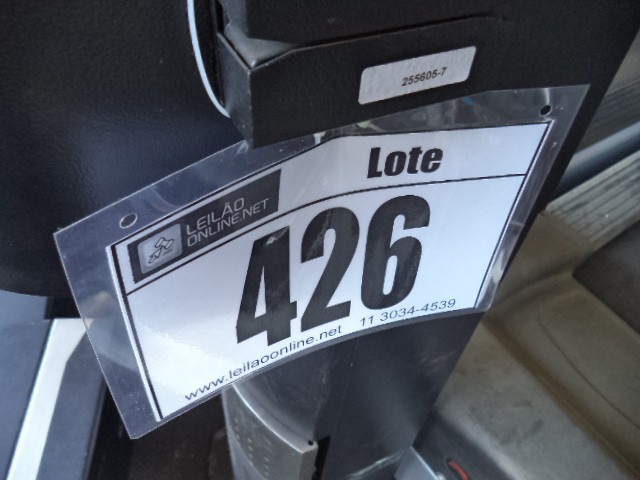 255605-7
Lote
LEILÃO
ONLINE.NET
426
www.leilaoonline.net 11 3034-4539